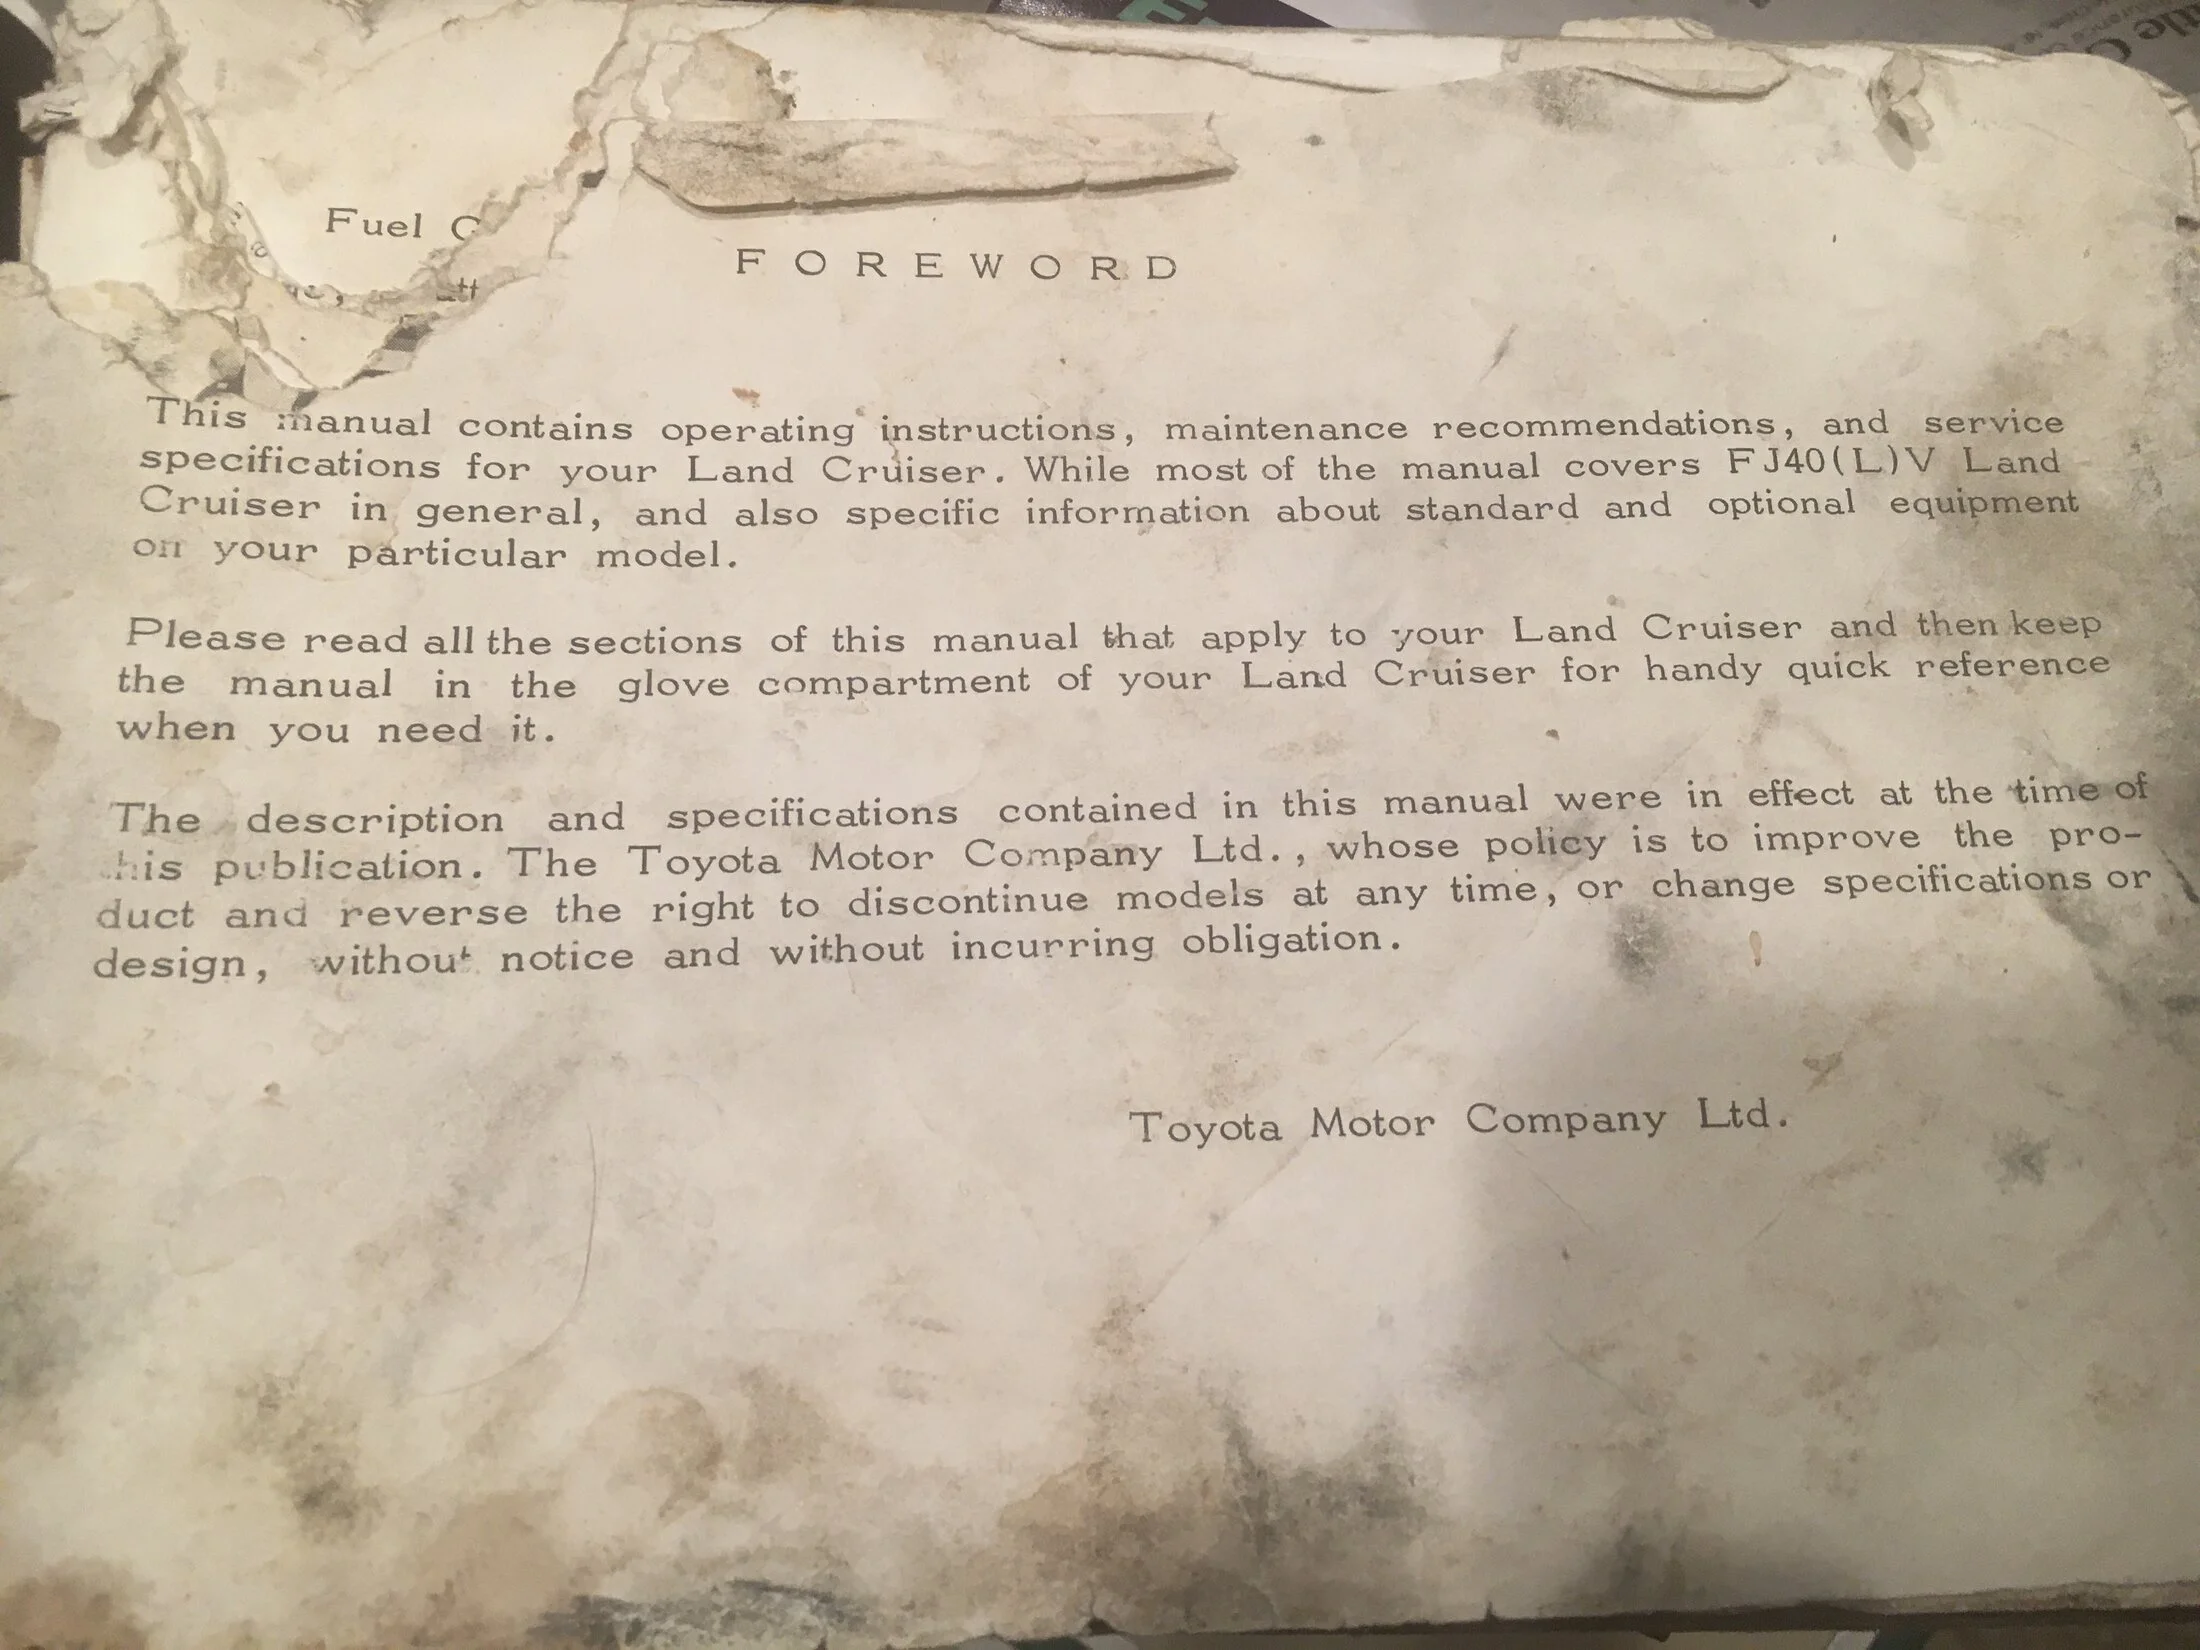 Fuel
FOREWORD
This manual contains operating instructions, maintenance recommendations, and service
specifications for your Land Cruiser. While most of the manual covers FJ40(L)V Land
Cruiser in general, and also specific information about standard and optional equipment
on your particular model.
Please read all the sections of this manual that apply to your Land Cruiser and then keep
the manual in the glove compartment of your Land Cruiser for handy quick reference
when you need it.
The description and specifications contained in this manual were in effect at the time of
his publication. The Toyota Motor Company Ltd., whose policy is to improve the pro-
duct and reverse the right to discontinue models at any time, or change specifications or
design, without notice and without incurring obligation.
Toyota Motor Company Ltd.